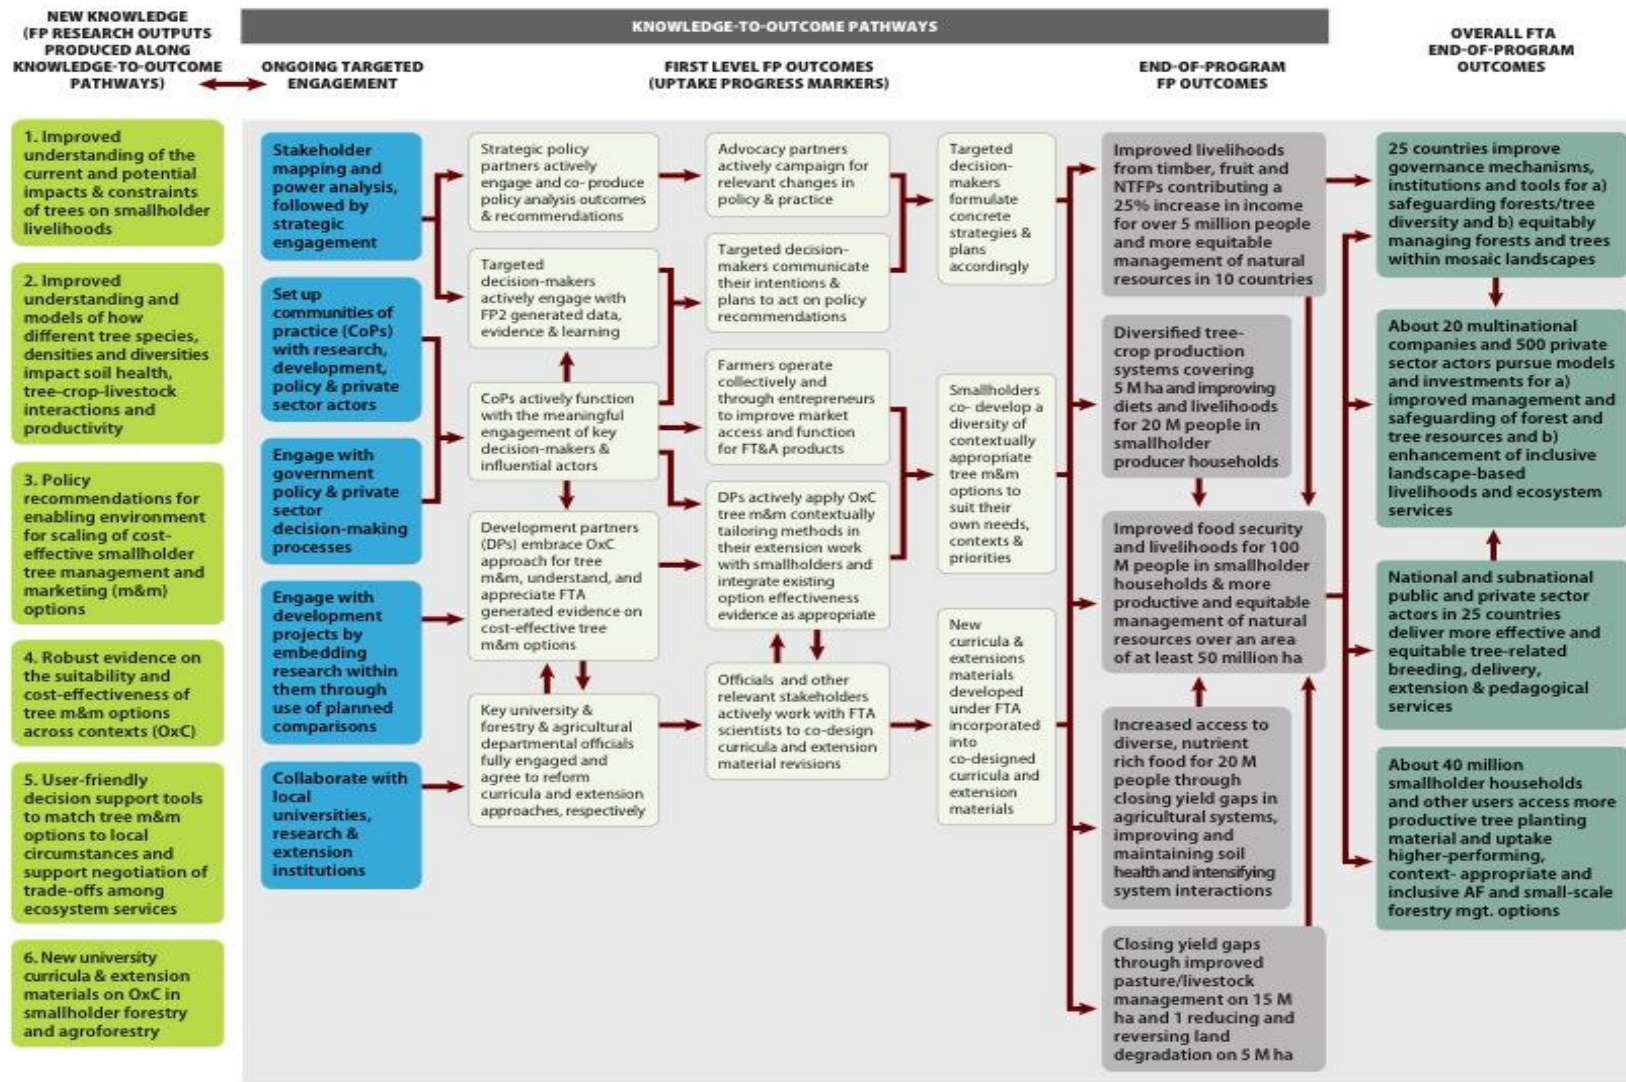 NEW KNOWLEDGE
(FP RESEARCH OUTPUTS
PRODUCED ALONG
KNOWLEDGE-TO-OUTCOME
PATHWAYS)
KNOWLEDGE-TO-OUTCOME PATHWAYS
ONGOING TARGETED
ENGAGEMENT
FIRST LEVEL FP OUTCOMES
(UPTAKE PROGRESS MARKERS)
END-OF-PROGRAM
FP OUTCOMES
OVERALL FTA
END-OF-PROGRAM
OUTCOMES
1. Improved
understanding of the
current and potential
impacts & constraints
of trees on smallholder
livelihoods
2. Improved
understanding and
models of how
different tree species,
densities and diversities
impact soil health,
tree-crop-livestock
interactions and
productivity
3. Policy
recommendations for
enabling environment
for scaling of cost-
effective smallholder
tree management and
marketing (m&m)
options
4. Robust evidence on
the suitability and
cost-effectiveness of
tree m&m options
across contexts (OxC)
5. User-friendly
decision support tools
to match tree m&m
options to local
circumstances and
support negotiation of
trade-offs among
ecosystem services
6. New university
curricula & extension
materials on OxC in
smallholder forestry
and agroforestry
Stakeholder
mapping and
power analysis,
followed by
strategic
engagement
Set up
communities of
practice (CoPs)
with research,
development,
policy & private
sector actors
Engage with
government
policy & private
sector
decision-making
processes
Engage with
development
projects by
embedding
research within
them through
use of planned
comparisons
Collaborate with
local
universities,
research &
extension
institutions
Strategic policy
partners actively
engage and co- produce
policy analysis outcomes
& recommendations
Targeted
decision-makers
actively engage with
FP2 generated data,
evidence & learning
CoPs actively function
with the meaningful
engagement of key
decision-makers &
influential actors
Development partners
(DPs) embrace OxC
approach for tree
m&m, understand, and
appreciate FTA
generated evidence on
cost-effective tree
m&m options
Key university &
forestry & agricultural
departmental officials
fully engaged and
agree to reform
curricula and extension
approaches, respectively
Advocacy partners
actively campaign for
relevant changes in
policy & practice
Targeted decision-
makers communicate
their intentions &
plans to act on policy
recommendations
Farmers operate
collectively and
through entrepreneurs
to improve market
access and function
for FT&A products
DPs actively apply OxC
tree m&m contextually
tailoring methods in
their extension work
with smallholders and
integrate existing
option effectiveness
evidence as appropriate
Officials and other
relevant stakeholders
actively work with FTA
scientists to co-design
curricula and extension
material revisions
Targeted
decision-
makers
formulate
concrete
strategies &
plans
accordingly
Smallholders
co- develop a
diversity of
contextually
appropriate
tree m&m
options to
suit their
own needs,
contexts &
priorities
New
curricula &
extensions
materials
developed
under FTA
incorporated
into
co-designed
curricula and
extension
materials
Improved livelihoods
from timber, fruit and
NTFPs contributing a
25% increase in income
for over 5 million people
and more equitable
management of natural
resources in 10 countries
Diversified tree-
crop production
systems covering
5 M ha and improving
diets and livelihoods
for 20 M people in
smallholder
producer households
Improved food security
and livelihoods for 100
M people in smallholder
households & more
productive and equitable
management of natural
resources over an area
of at least 50 million ha
Increased access to
diverse, nutrient
rich food for 20 M
people through
closing yield gaps in
agricultural systems,
improving and
maintaining soil
health and intensifying
system interactions
Closing yield gaps
through improved
pasture/livestock
management on 15 M
ha and 1 reducing and
reversing land
degradation on 5 M ha
25 countries improve
governance mechanisms,
institutions and tools for a)
safeguarding forests/tree
diversity and b) equitably
managing forests and trees
within mosaic landscapes
About 20 multinational
companies and 500 private
sector actors pursue models
and investments for a)
improved management and
safeguarding of forest and
tree resources and b)
enhancement of inclusive
landscape-based
livelihoods and ecosystem
services
National and subnational
public and private sector
actors in 25 countries
deliver more effective and
equitable tree-related
breeding, delivery,
extension & pedagogical
services
About 40 million
smallholder households
and other users access more
productive tree planting
material and uptake
higher-performing,
context- appropriate and
inclusive AF and small-scale
forestry mgt. options